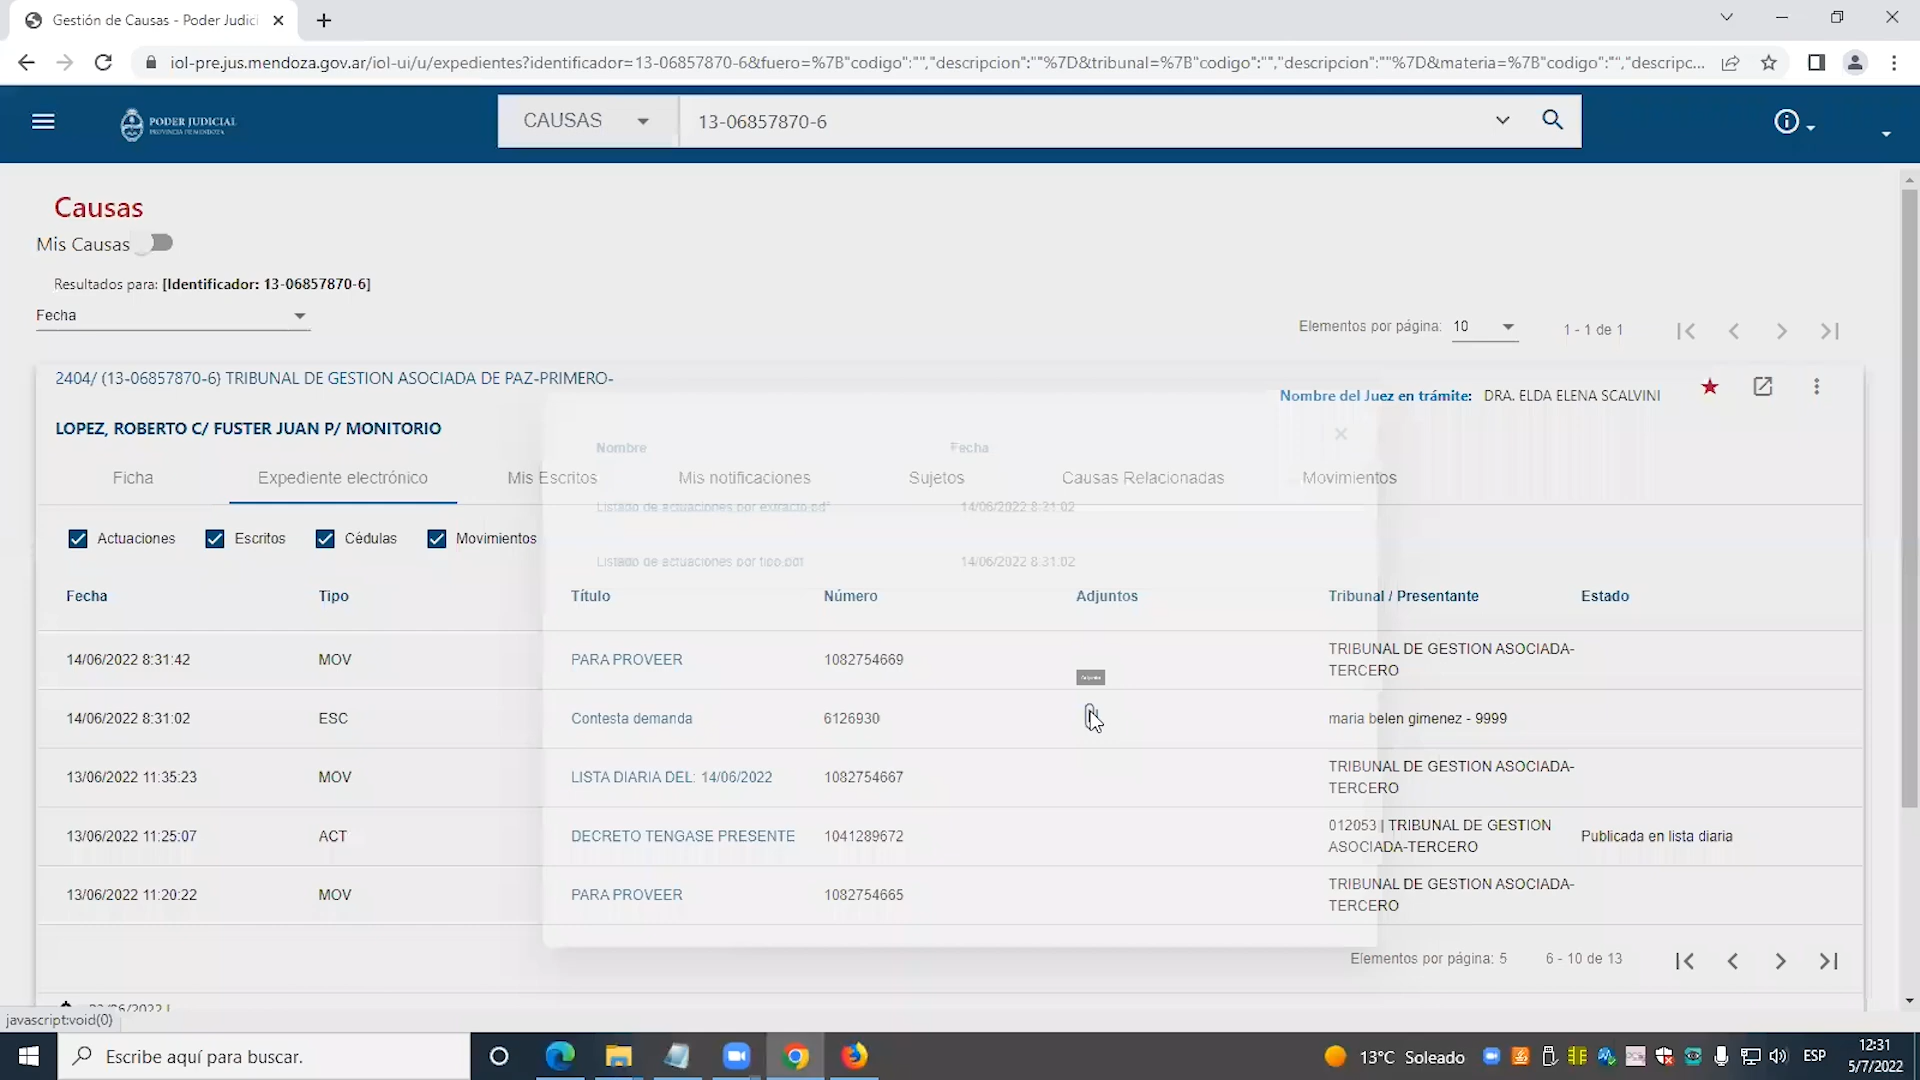 Gestión de Causas - Poder Judici
iol-pre.jus.mendoza.gov.ar/iol-ui/u/expedientes?identificador=13-06857870-6&fuero=%7B"codigo":"","descripcion":""%7D&tribunal=%7B"codigo":"","descripcion":""%7D&materia=%7B"codigo":"","descripc...
PODER JUDICIAL
PROVINCIA DE MENDOZA
CAUSAS
13-06857870-6
Causas
Mis Causas
Resultados para: [Identificador: 13-06857870-6]
Fecha
Elementos por página: 10 1 - 1 de 1
2404/ (13-06857870-6) TRIBUNAL DE GESTION ASOCIADA DE PAZ-PRIMERO-
Nombre del Juez en trámite: DRA. ELDA ELENA SCALVINI
LOPEZ, ROBERTO C/ FUSTER JUAN P/ MONITORIO
Nombre Fecha
Ficha Expediente electrónico Mis Escritos Mis notificaciones Sujetos Causas Relacionadas Movimientos
Listado de actuaciones por extracto.pdf 14/06/2022 8:31:02
Actuaciones Escritos Cédulas Movimientos
Listado de actuaciones por tipo.pdf 14/06/2022 8:31:02
Fecha Tipo Título Número Adjuntos Tribunal / Presentante Estado
14/06/2022 8:31:42 MOV PARA PROVEER 1082754669 TRIBUNAL DE GESTION ASOCIADA-
TERCERO
14/06/2022 8:31:02 ESC Contesta demanda 6126930 maria belen gimenez - 9999
13/06/2022 11:35:23 MOV LISTA DIARIA DEL: 14/06/2022 1082754667 TRIBUNAL DE GESTION ASOCIADA-
TERCERO
13/06/2022 11:25:07 ACT DECRETO TENGASE PRESENTE 1041289672 012053 | TRIBUNAL DE GESTION
ASOCIADA-TERCERO Publicada en lista diaria
13/06/2022 11:20:22 MOV PARA PROVEER 1082754665 TRIBUNAL DE GESTION ASOCIADA-
TERCERO
Elementos por página: 5 6 - 10 de 13
javascript:void(0)
Escribe aquí para buscar.
13°C Soleado
ESP
12:31
5/7/2022